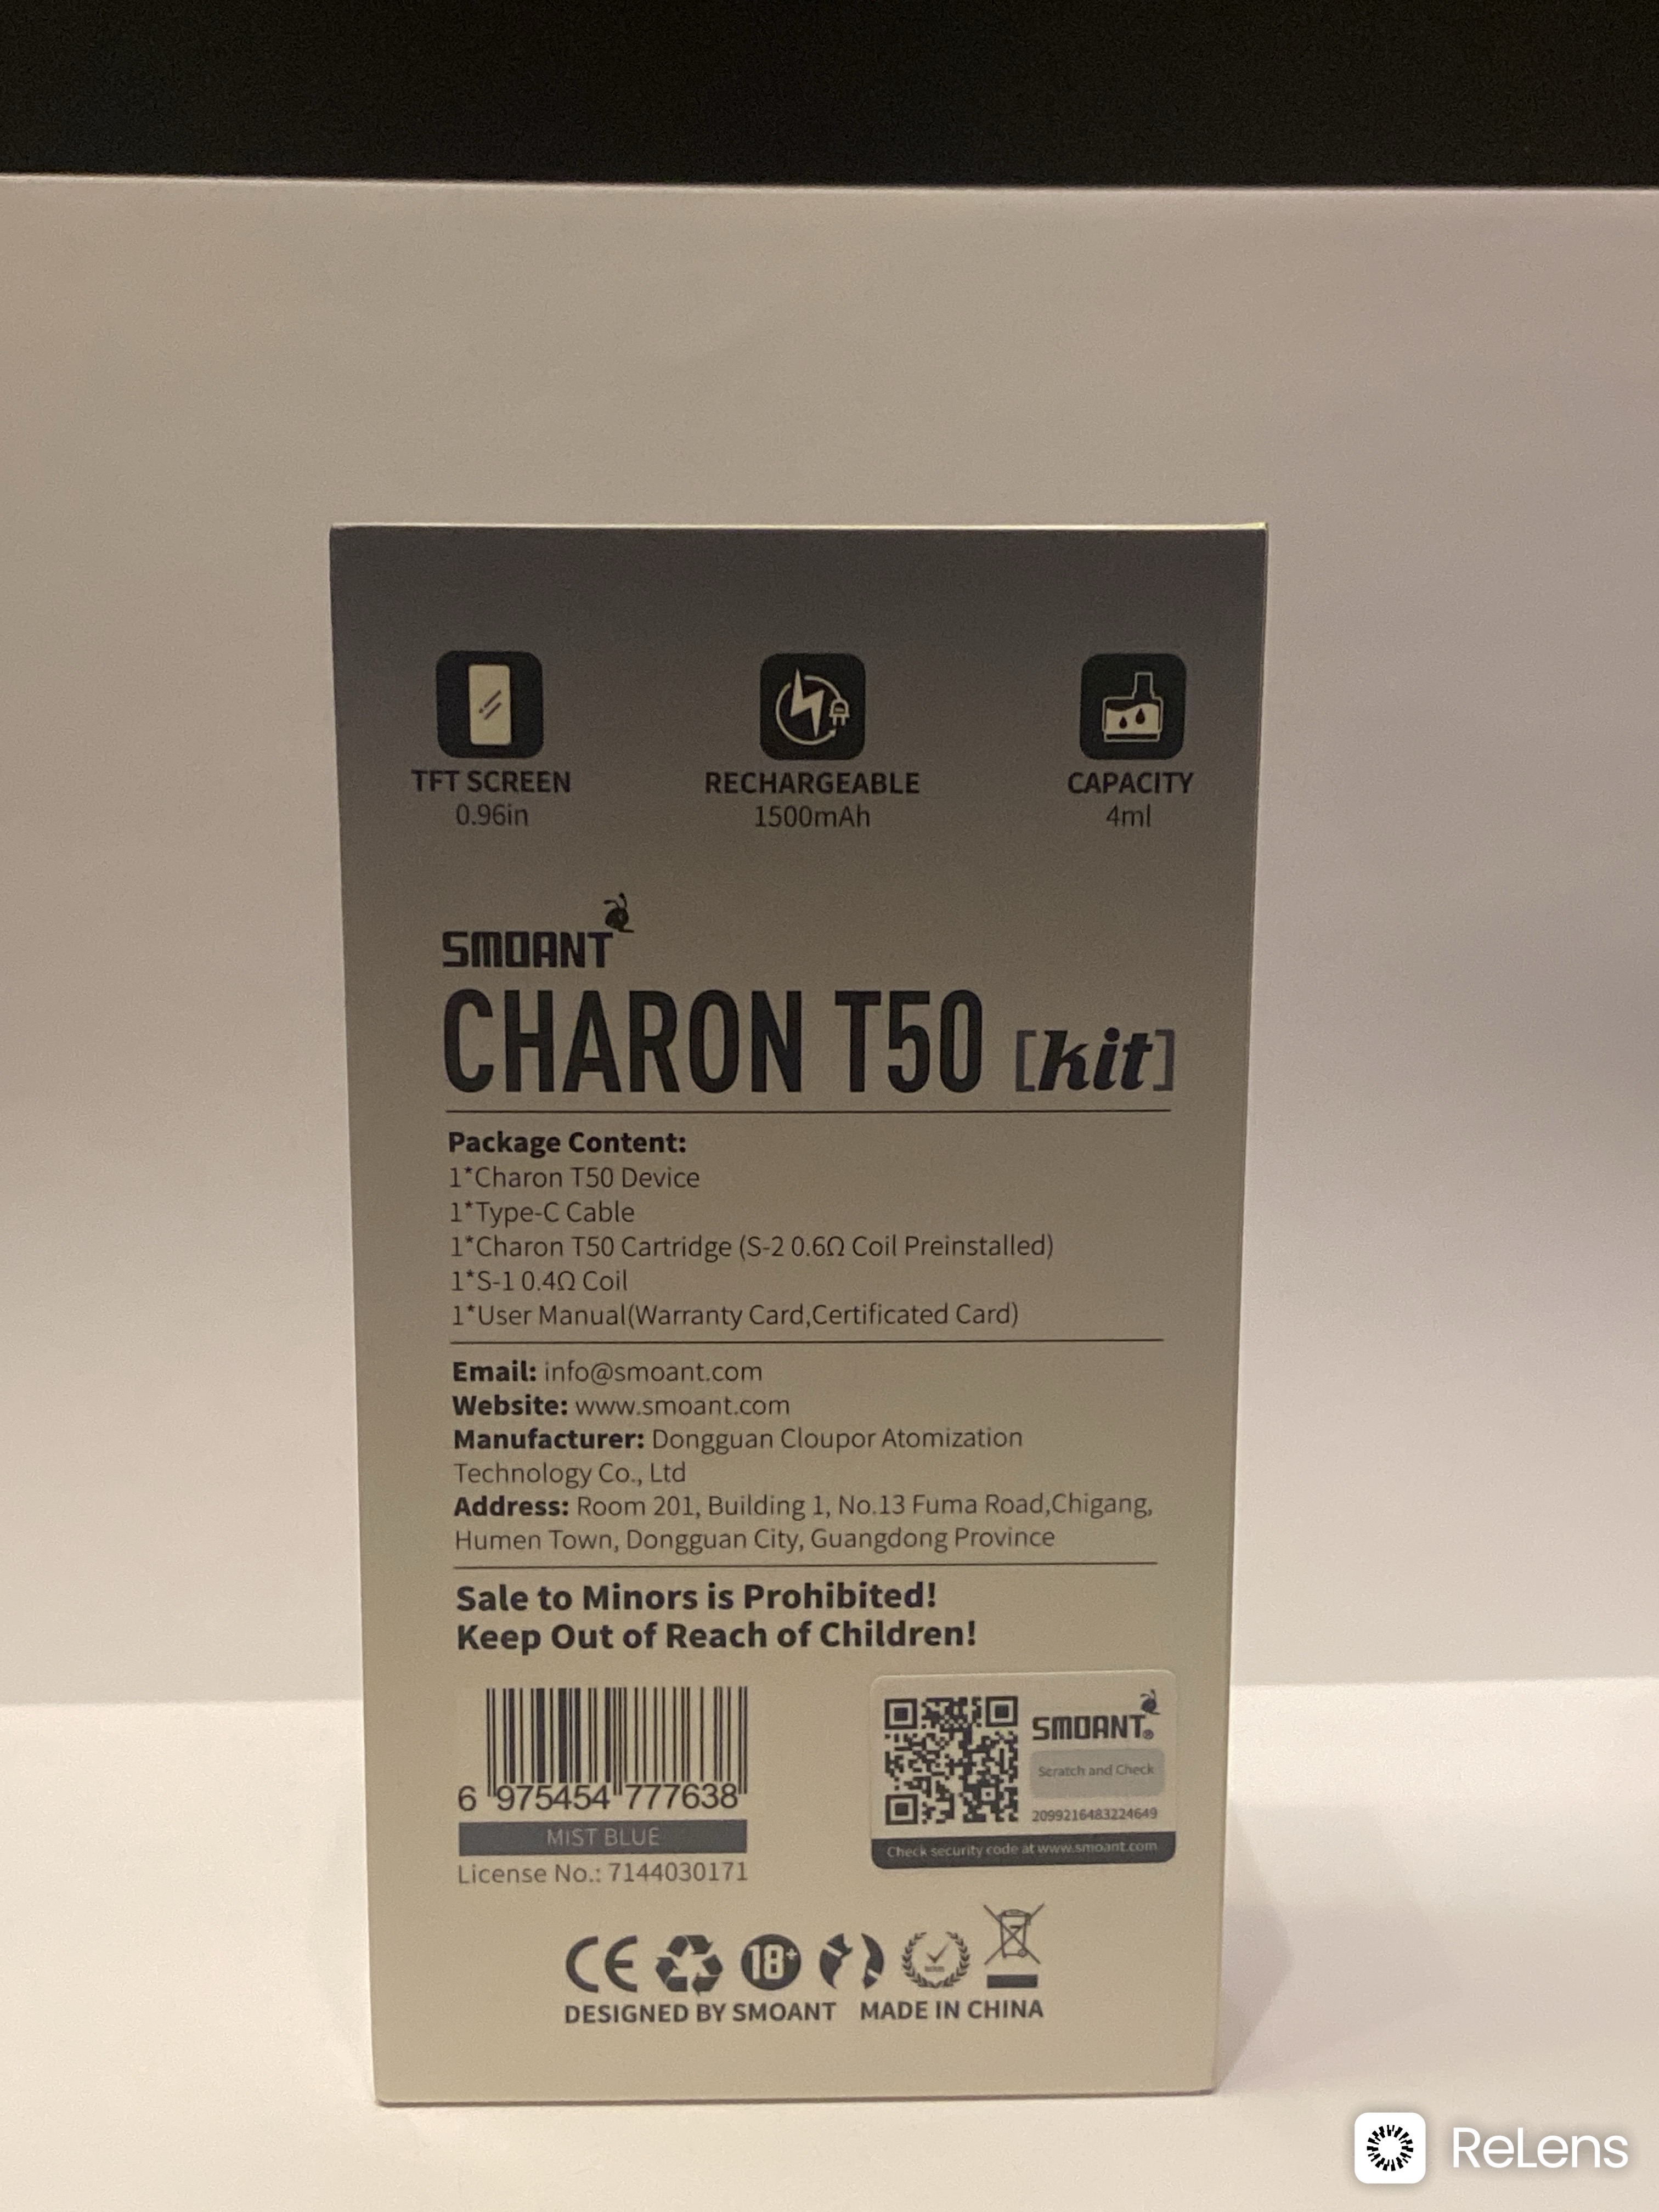 TFT SCREEN
0.96in
RECHARGEABLE
1500mAh
CAPACITY
4ml
SMOANT
CHARON T50 [kit]
Package Content:
1*Charon T50 Device
1*Type-C Cable
1*Charon T50 Cartridge (S-2 0.6Ω Coil Preinstalled)
1*S-1 0.4Ω Coil
1*User Manual(Warranty Card,Certificated Card)
Email: info@smoant.com
Website: www.smoant.com
Manufacturer: Dongguan Cloupor Atomization
Technology Co., Ltd
Address: Room 201, Building 1, No.13 Fuma Road,Chigang,
Humen Town, Dongguan City, Guangdong Province
Sale to Minors is Prohibited!
Keep Out of Reach of Children!
6 975454 777638
MIST BLUE
License No.: 7144030171
SMOANT®
Scratch and Check
2099216483224649
Check security code at www.smoant.com
CE 18+
DESIGNED BY SMOANT MADE IN CHINA
ReLens